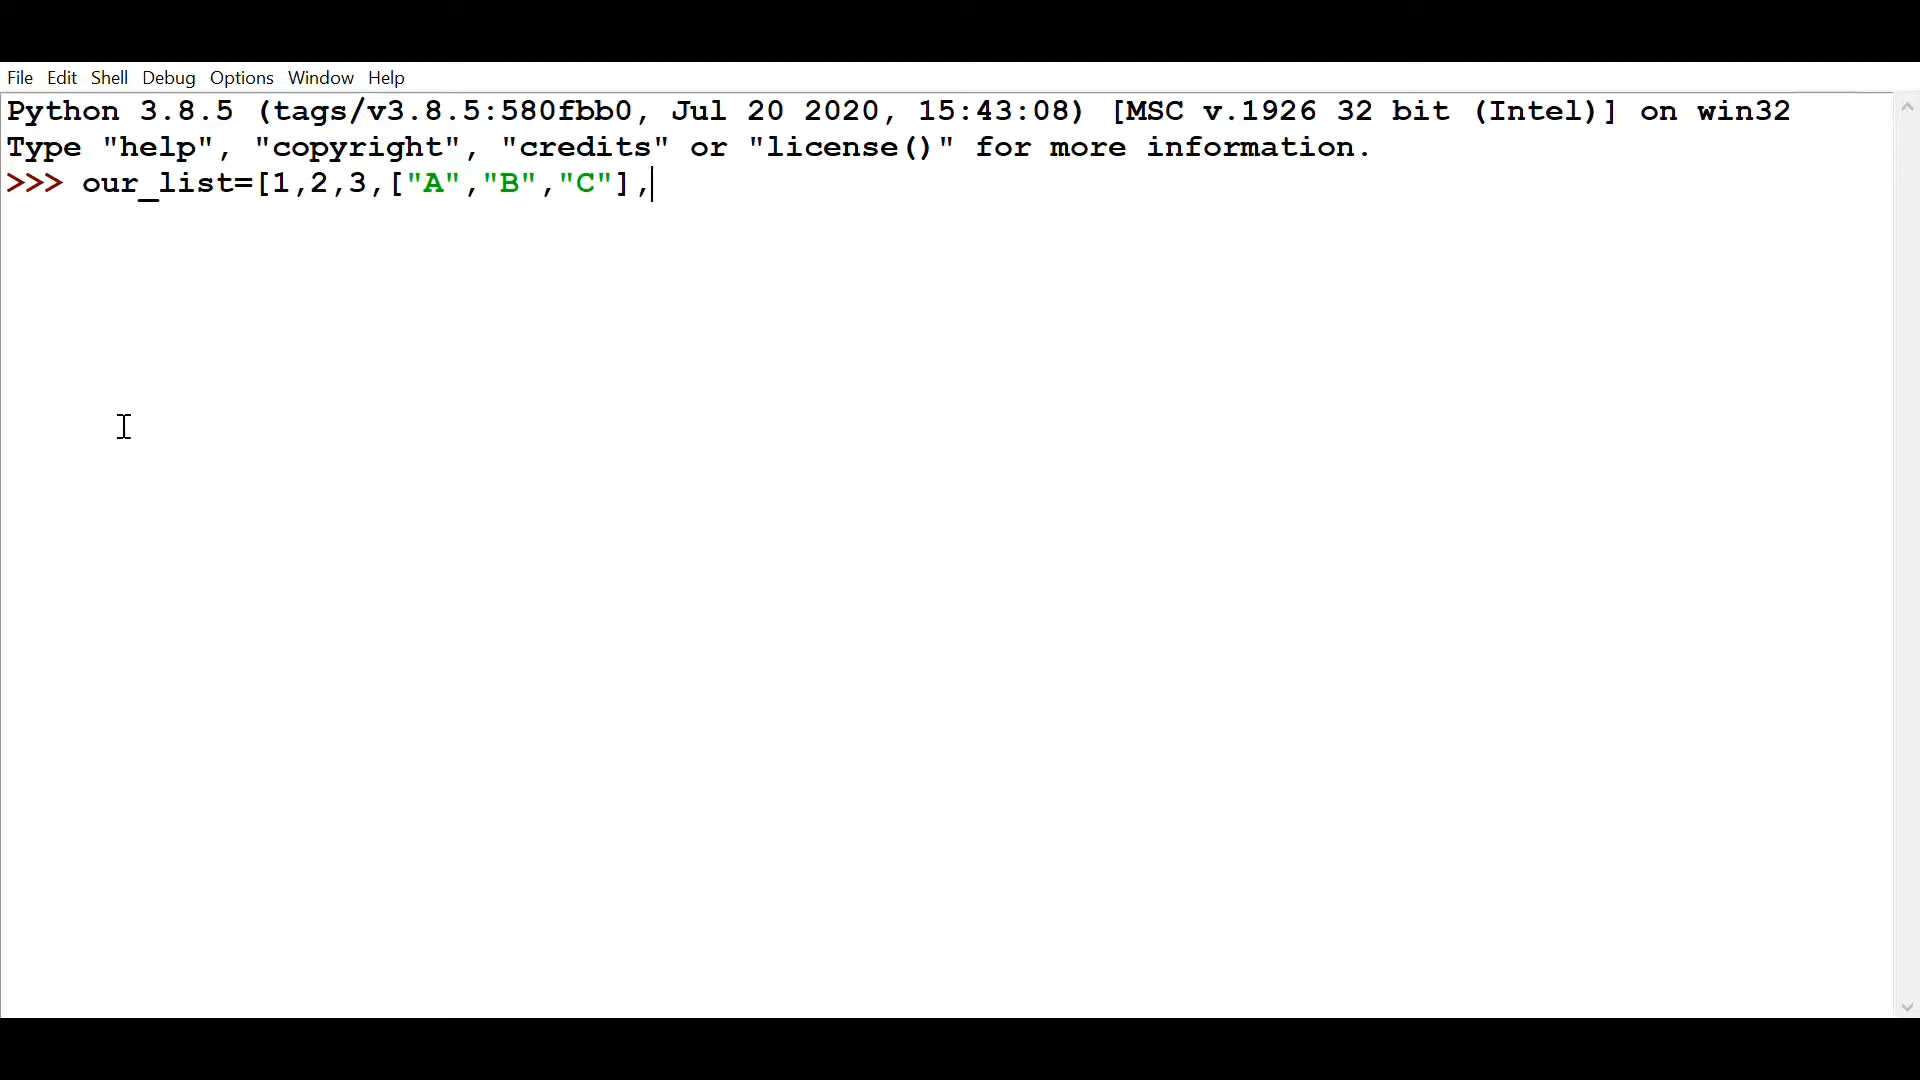 File Edit Shell Debug Options Window Help
Python 3.8.5 (tags/v3.8.5:580fbb0, Jul 20 2020, 15:43:08) [MSC v.1926 32 bit (Intel)] on win32
Type "help", "copyright", "credits" or "license()" for more information.
>>> our_list=[1,2,3,["A","B","C"],